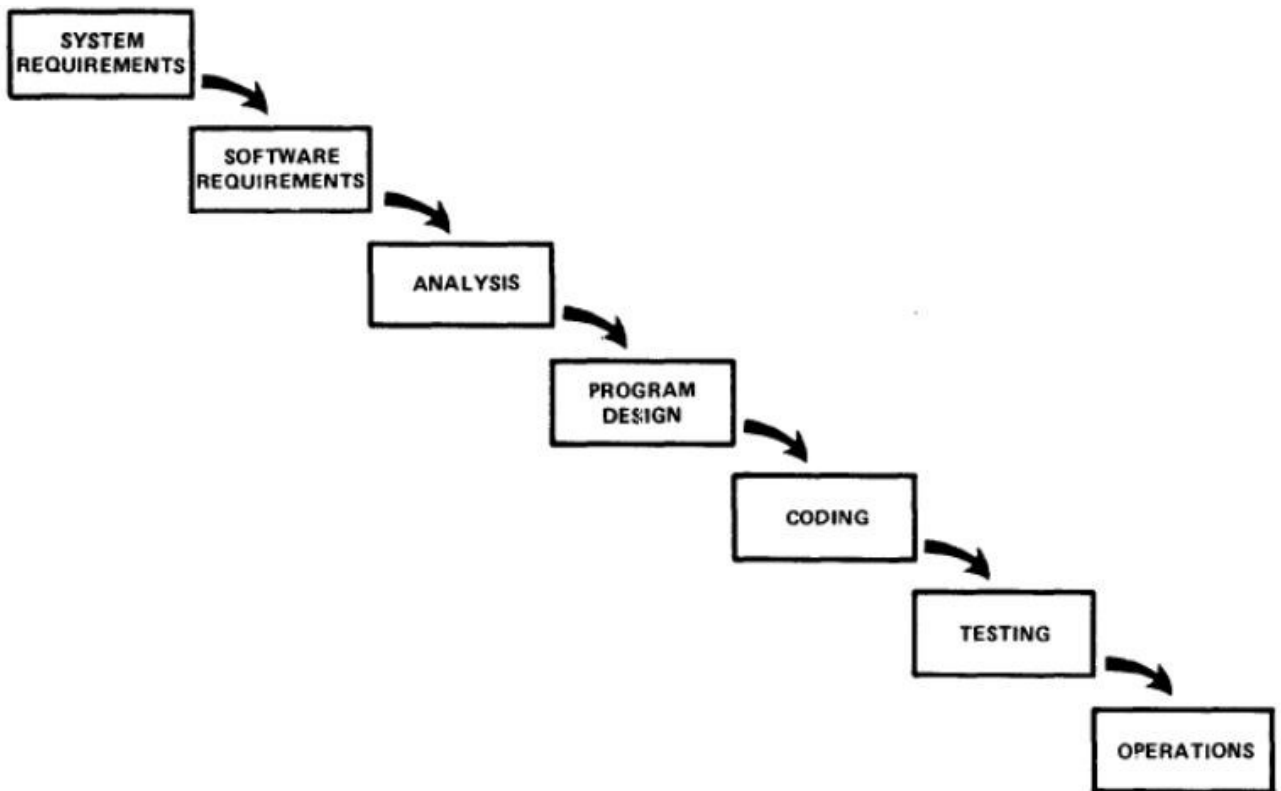 SYSTEM
REQUIREMENTS
SOFTWARE
REQUIREMENTS
ANALYSIS
PROGRAM
DESIGN
CODING
TESTING
OPERATIONS